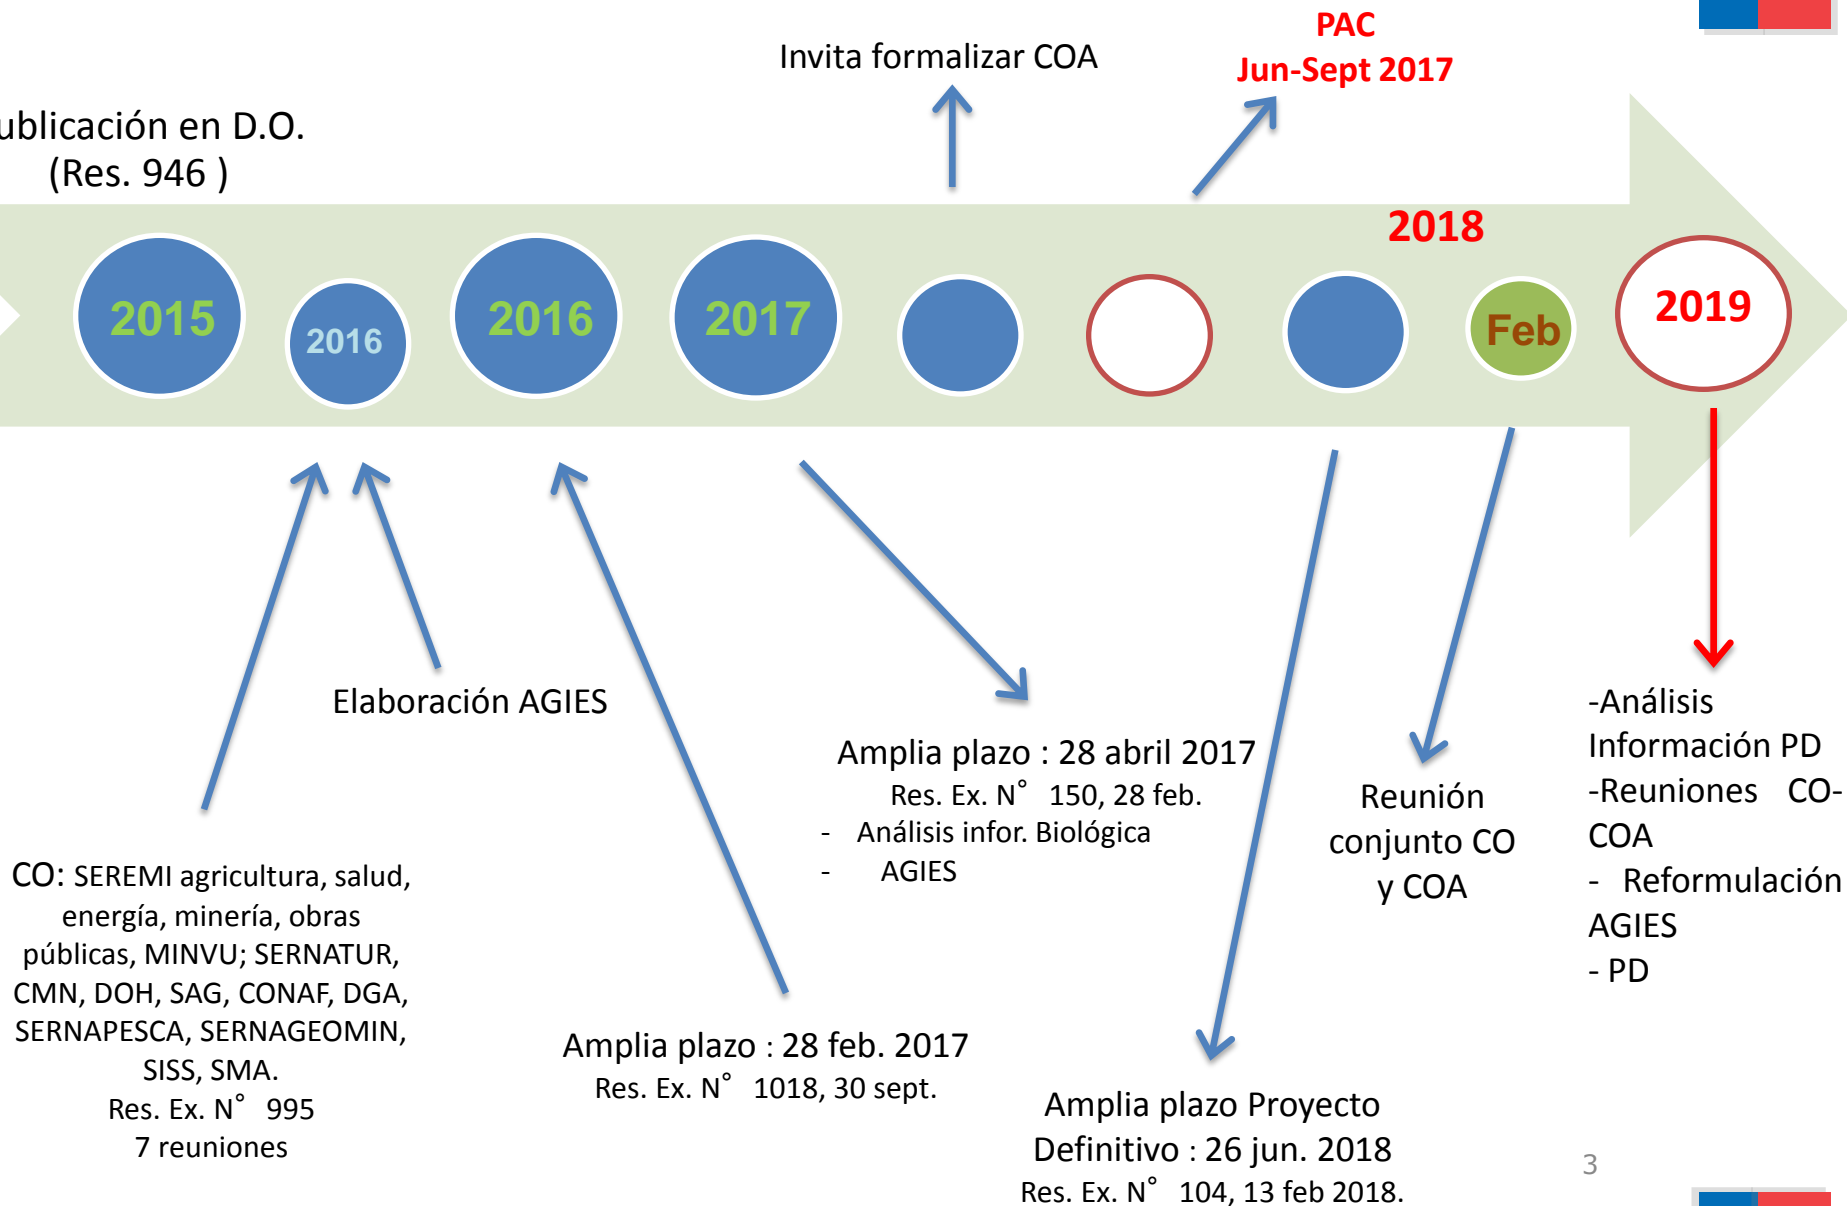 PAC
Jun-Sept 2017
Invita formalizar COA
ublicación en D.O.
(Res. 946 )
2018
2015
2016
2016
2017
Feb
2019
Elaboración AGIES
CO: SEREMI agricultura, salud,
energía, minería, obras
públicas, MINVU; SERNATUR,
CMN, DOH, SAG, CONAF, DGA,
SERNAPESCA, SERNAGEOMIN,
SISS, SMA.
Res. Ex. N° 995
7 reuniones
Amplia plazo : 28 feb. 2017
Res. Ex. N° 1018, 30 sept.
Amplia plazo : 28 abril 2017
Res. Ex. N° 150, 28 feb.
- Análisis infor. Biológica
- AGIES
Amplia plazo Proyecto
Definitivo : 26 jun. 2018
Res. Ex. N° 104, 13 feb 2018.
Reunión
conjunto CO
y COA
-Análisis
Información PD
-Reuniones CO-
COA
- Reformulación
AGIES
- PD
3